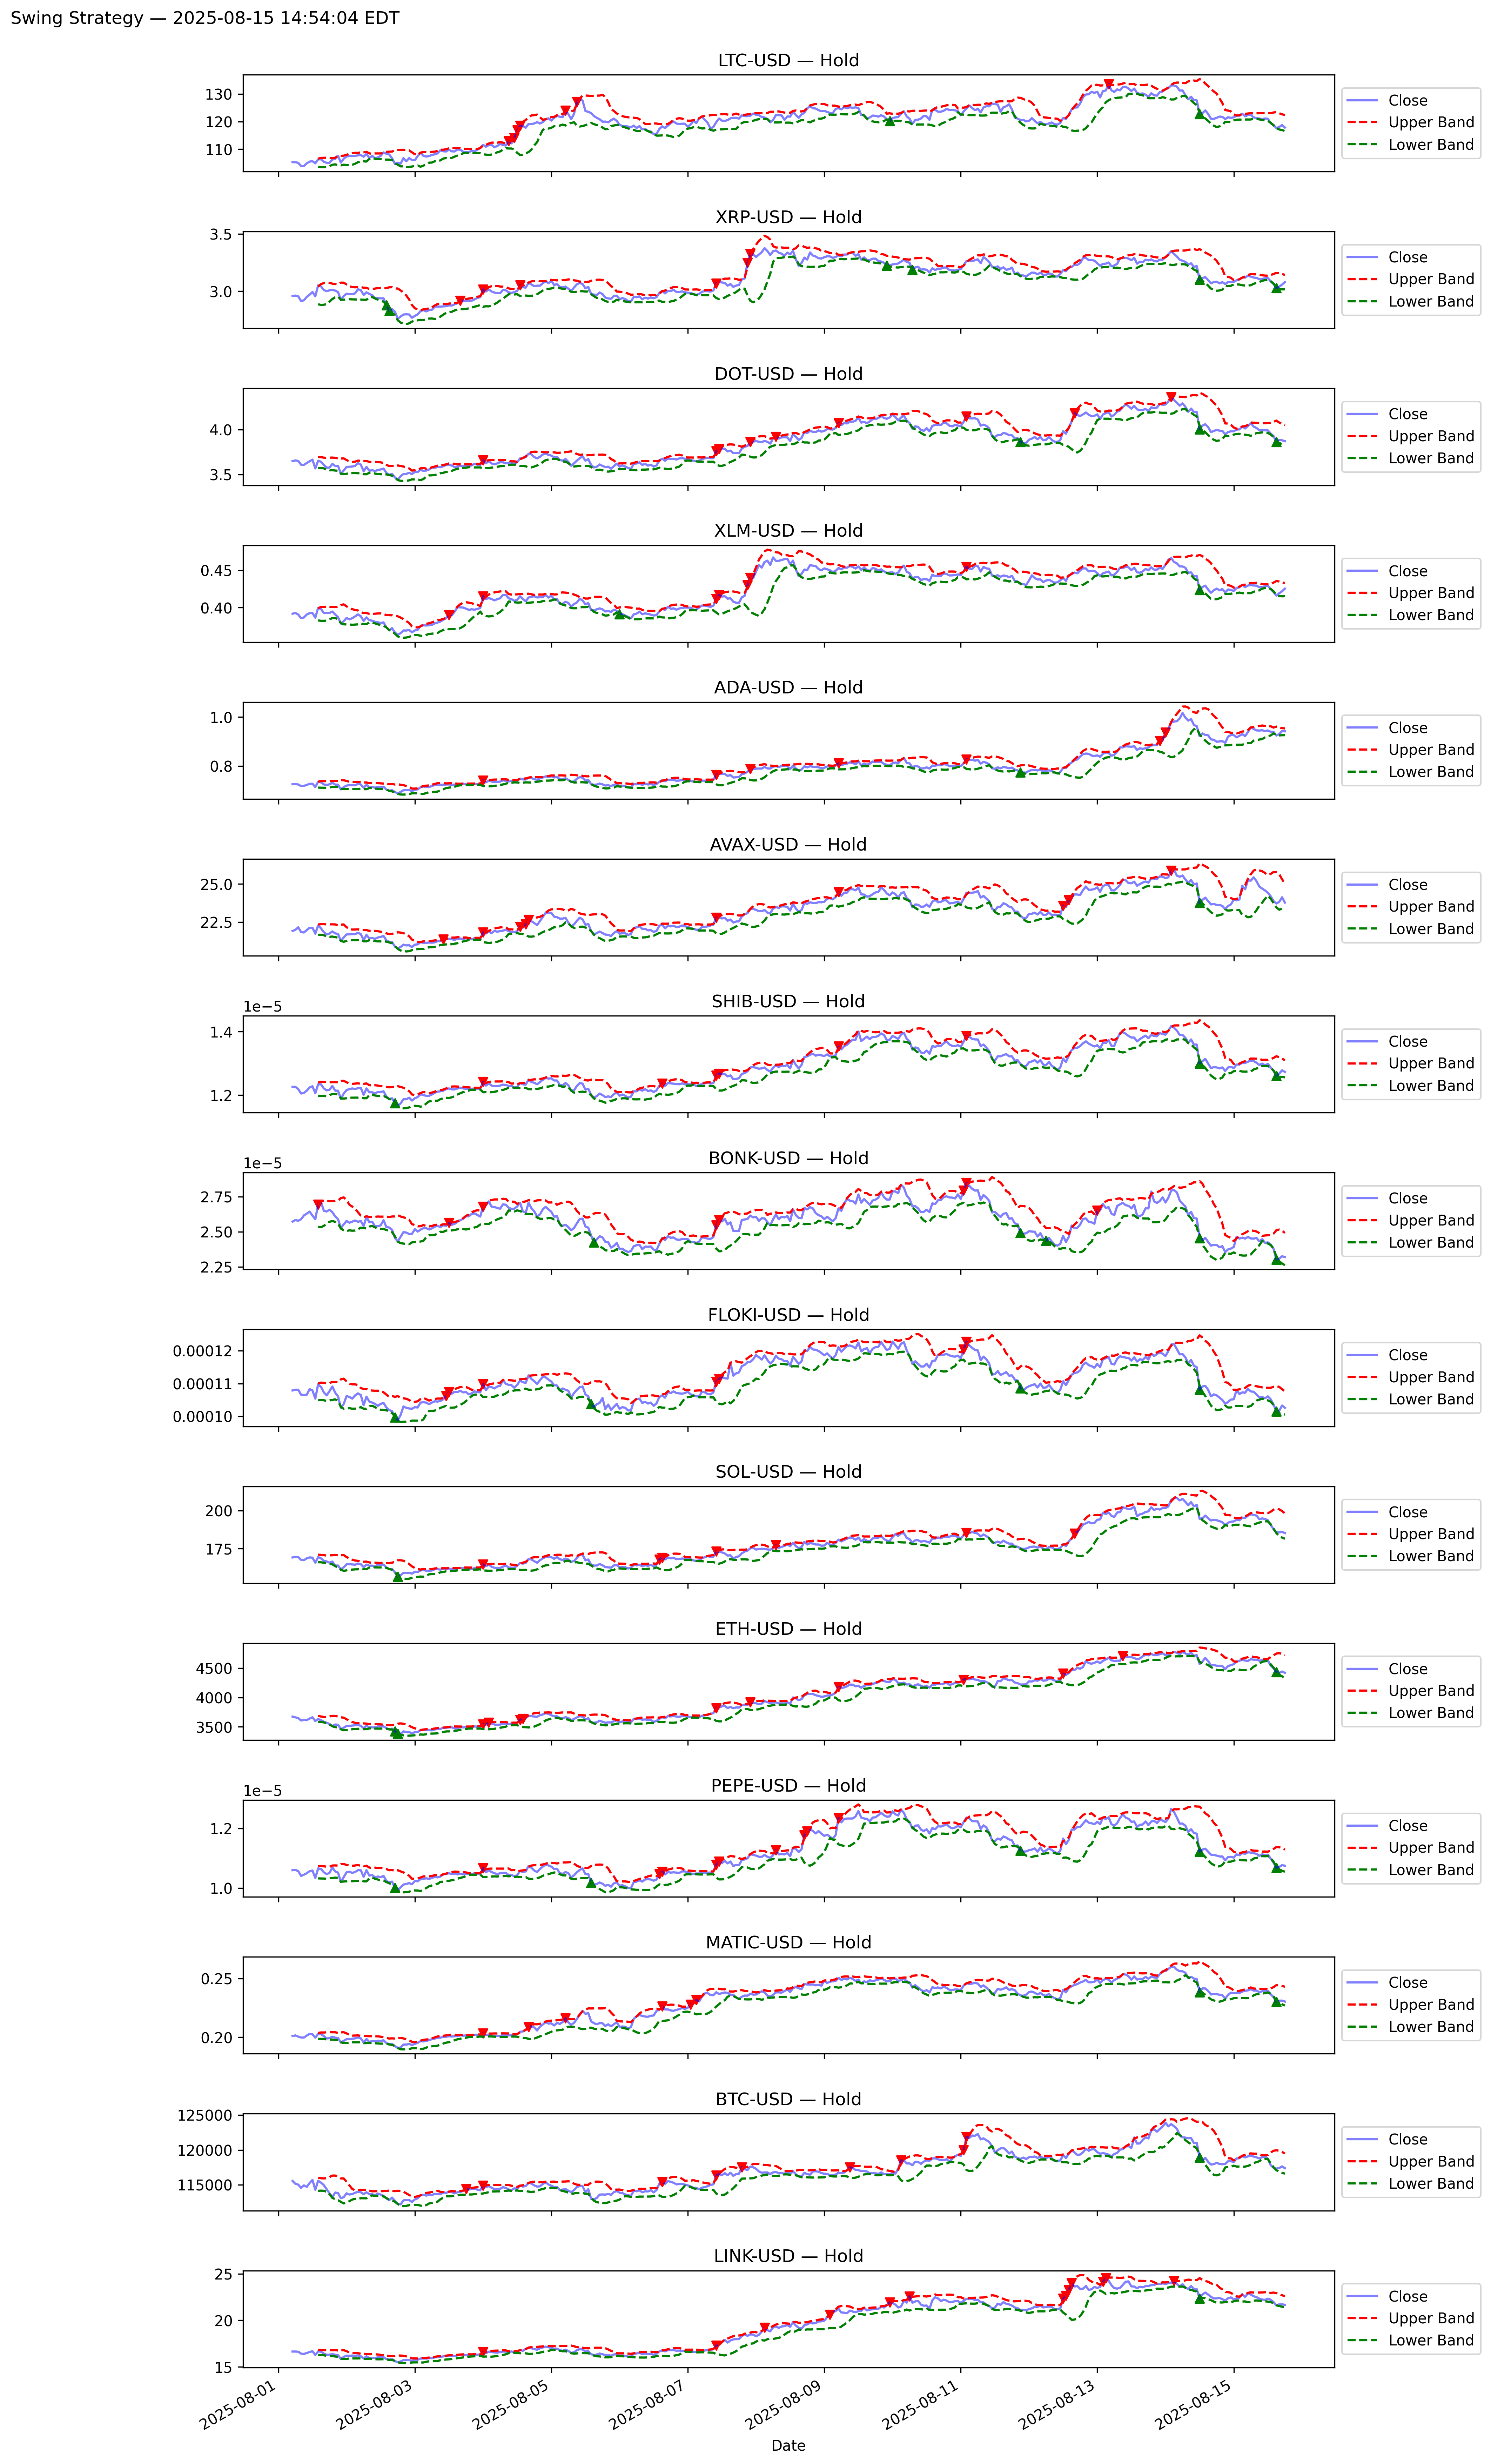 Swing Strategy — 2025-08-15 14:54:04 EDT
LTC-USD — Hold
130
120
110
Close
Upper Band
Lower Band
XRP-USD — Hold
3.5
3.0
Close
Upper Band
Lower Band
DOT-USD — Hold
4.0
3.5
Close
Upper Band
Lower Band
XLM-USD — Hold
0.45
0.40
Close
Upper Band
Lower Band
ADA-USD — Hold
1.0
0.8
Close
Upper Band
Lower Band
AVAX-USD — Hold
25.0
22.5
Close
Upper Band
Lower Band
SHIB-USD — Hold
1e−5
1.4
1.2
Close
Upper Band
Lower Band
BONK-USD — Hold
1e−5
2.75
2.50
2.25
Close
Upper Band
Lower Band
FLOKI-USD — Hold
0.00012
0.00011
0.00010
Close
Upper Band
Lower Band
SOL-USD — Hold
200
175
Close
Upper Band
Lower Band
ETH-USD — Hold
4500
4000
3500
Close
Upper Band
Lower Band
PEPE-USD — Hold
1e−5
1.2
1.0
Close
Upper Band
Lower Band
MATIC-USD — Hold
0.25
0.20
Close
Upper Band
Lower Band
BTC-USD — Hold
125000
120000
115000
Close
Upper Band
Lower Band
LINK-USD — Hold
25
20
15
Close
Upper Band
Lower Band
2025-08-01
2025-08-03
2025-08-05
2025-08-07
2025-08-09
2025-08-11
2025-08-13
2025-08-15
Date